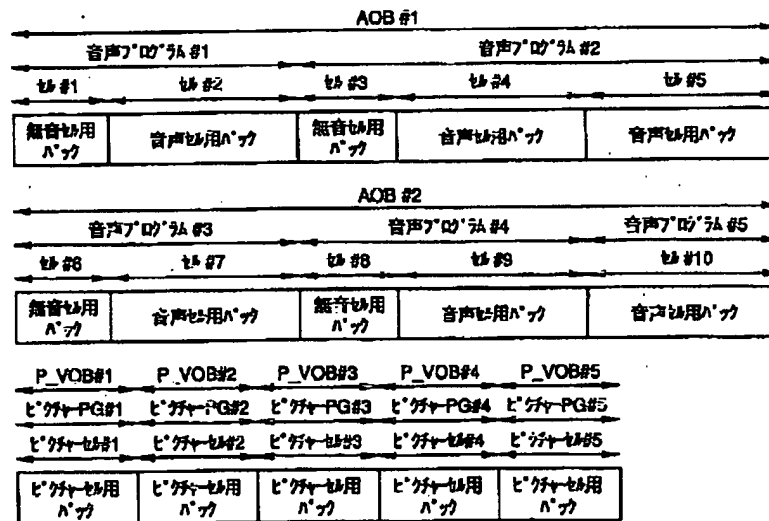 AOB #1
音声ﾌﾟﾛｸﾞﾗﾑ #1 音声ﾌﾟﾛｸﾞﾗﾑ #2
ｾﾙ #1 ｾﾙ #2 ｾﾙ #3 ｾﾙ #4 ｾﾙ #5
無音ｾﾙ用 音声ｾﾙ用ﾊﾟｯｸ 無音ｾﾙ用 音声ｾﾙ用ﾊﾟｯｸ 音声ｾﾙ用ﾊﾟｯｸ
ﾊﾟｯｸ ﾊﾟｯｸ
AOB #2
音声ﾌﾟﾛｸﾞﾗﾑ #3 音声ﾌﾟﾛｸﾞﾗﾑ #4 音声ﾌﾟﾛｸﾞﾗﾑ #5
ｾﾙ #6 ｾﾙ #7 ｾﾙ #8 ｾﾙ #9 ｾﾙ #10
無音ｾﾙ用 音声ｾﾙ用ﾊﾟｯｸ 無音ｾﾙ用 音声ｾﾙ用ﾊﾟｯｸ 音声ｾﾙ用ﾊﾟｯｸ
ﾊﾟｯｸ ﾊﾟｯｸ
P_VOB#1 P_VOB#2 P_VOB#3 P_VOB#4 P_VOB#5
ﾋﾟｸﾁｬｰPG#1 ﾋﾟｸﾁｬｰPG#2 ﾋﾟｸﾁｬｰPG#3 ﾋﾟｸﾁｬｰPG#4 ﾋﾟｸﾁｬｰPG#5
ﾋﾟｸﾁｬｰｾﾙ#1 ﾋﾟｸﾁｬｰｾﾙ#2 ﾋﾟｸﾁｬｰｾﾙ#3 ﾋﾟｸﾁｬｰｾﾙ#4 ﾋﾟｸﾁｬｰｾﾙ#5
ﾋﾟｸﾁｬｰｾﾙ用 ﾋﾟｸﾁｬｰｾﾙ用 ﾋﾟｸﾁｬｰｾﾙ用 ﾋﾟｸﾁｬｰｾﾙ用 ﾋﾟｸﾁｬｰｾﾙ用
ﾊﾟｯｸ ﾊﾟｯｸ ﾊﾟｯｸ ﾊﾟｯｸ ﾊﾟｯｸ